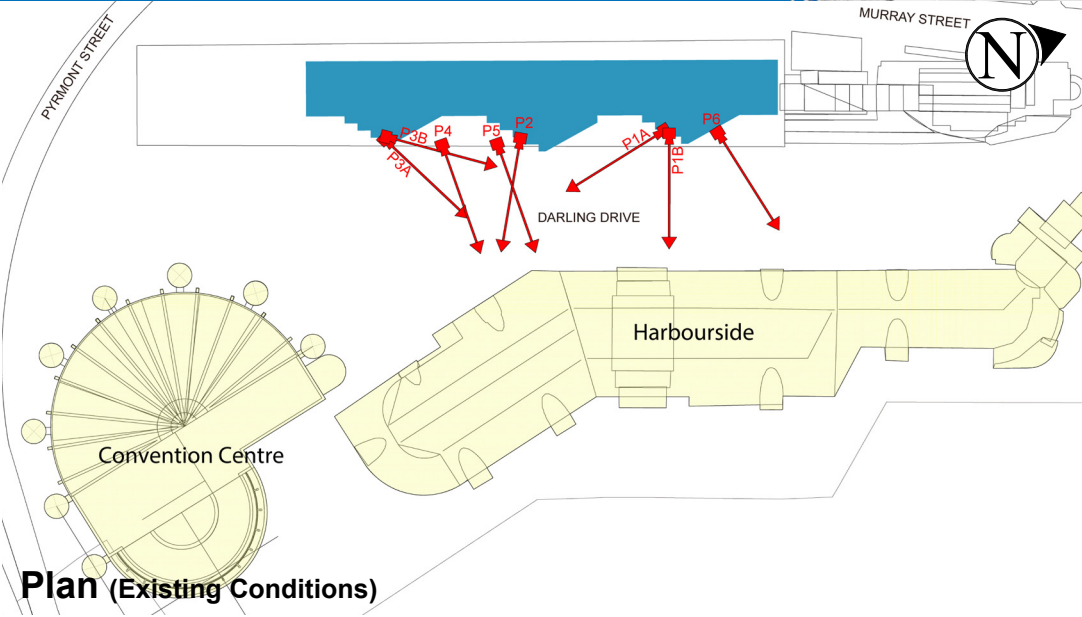 MURRAY STREET
N
PYRMONT STREET
P3B
P4
P5
P2
P1A
P1B
P6
P3A
DARLING DRIVE
Harbourside
Convention Centre
Plan (Existing Conditions)